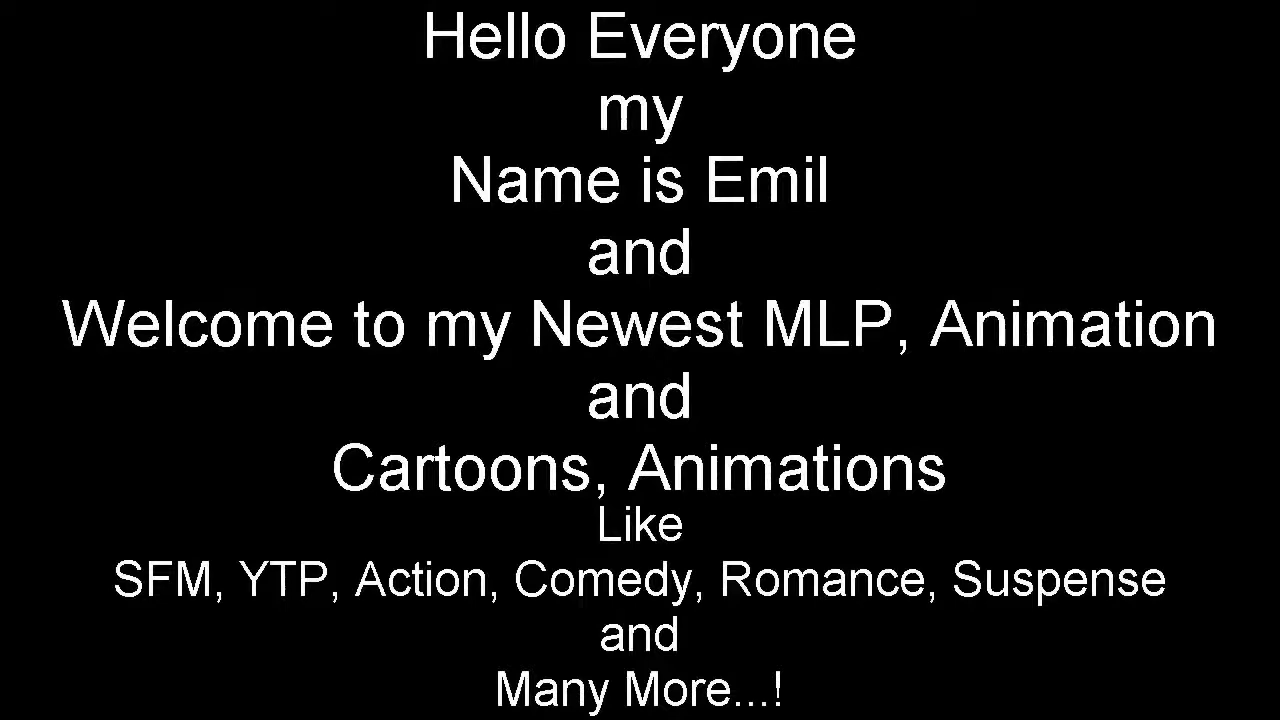 Hello Everyone
my
Name is Emil
and
Welcome to my Newest MLP, Animation
and
Cartoons, Animations
Like
SFM, YTP, Action, Comedy, Romance, Suspense
and
Many More...!